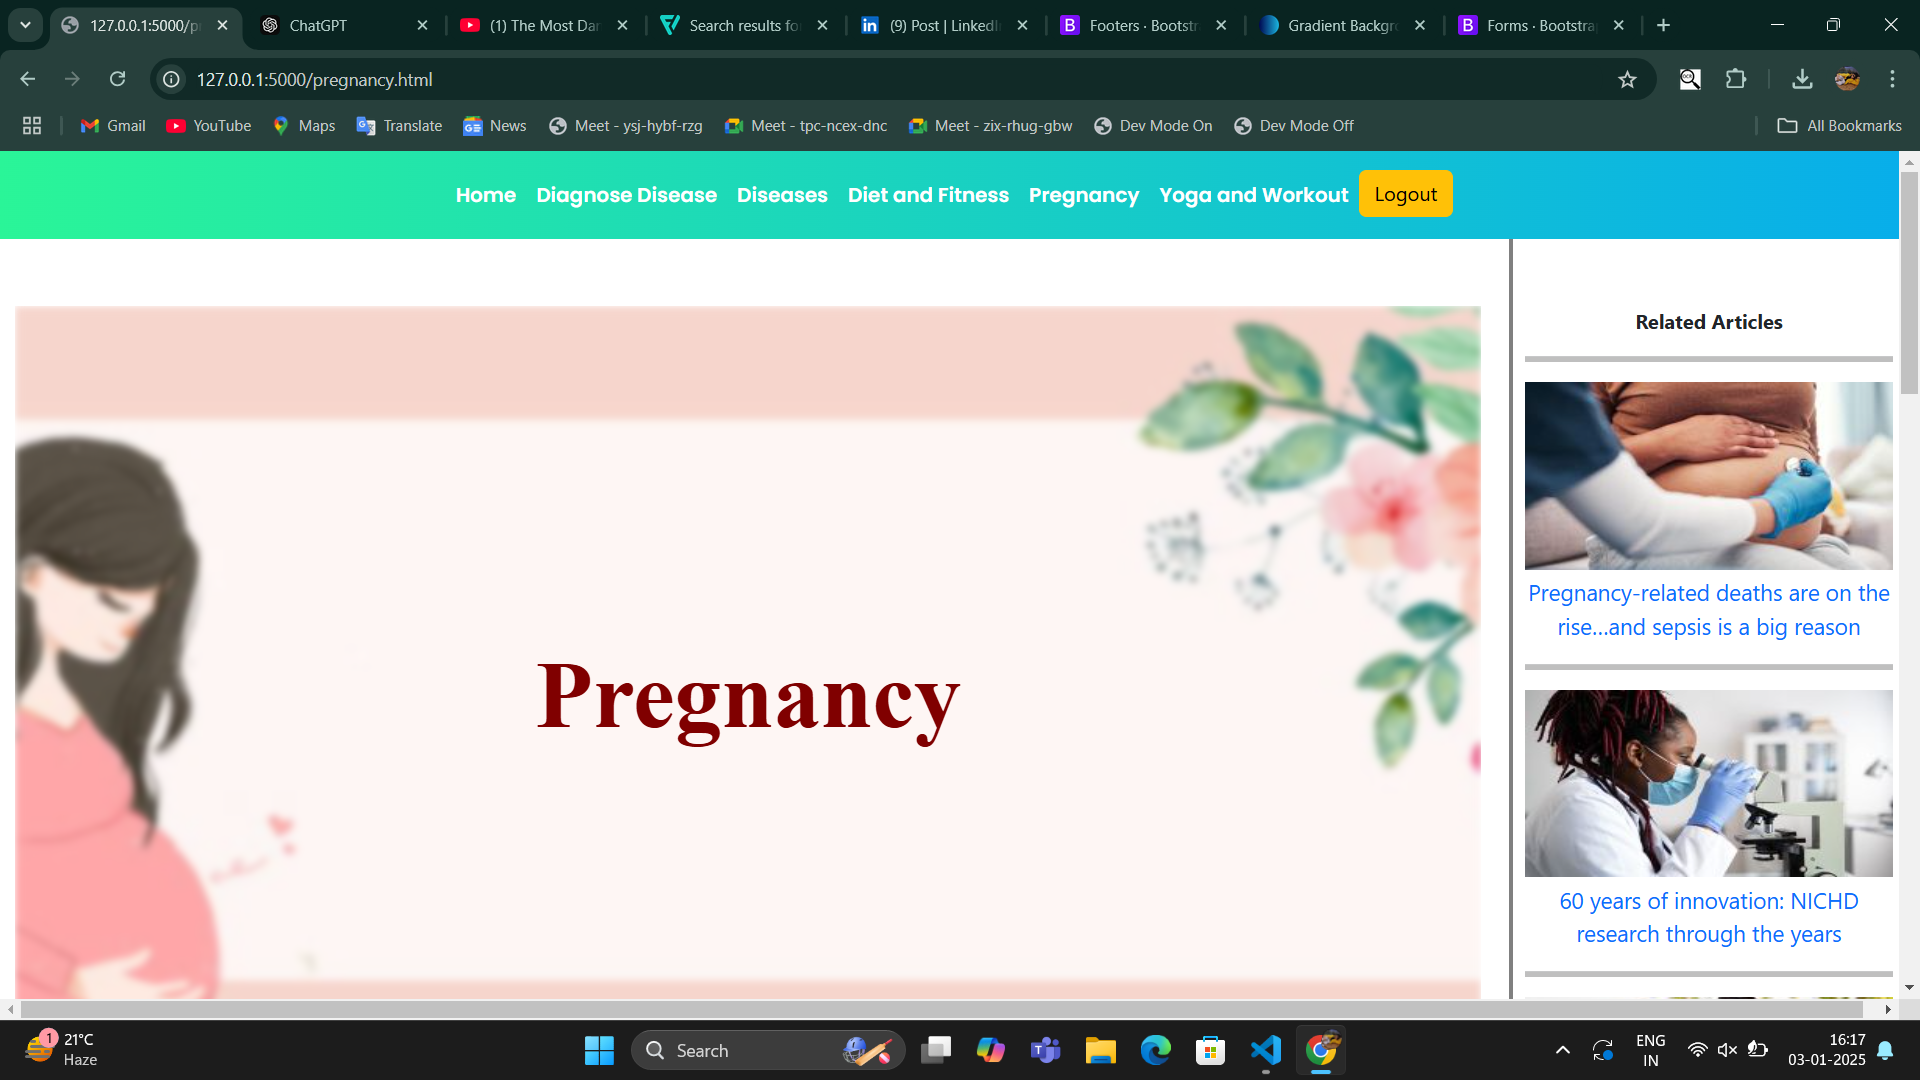 127.0.0.1:5000/p
ChatGPT
(1) The Most Da
Search results fo
(9) Post | LinkedI
Footers · Bootstr
Gradient Backgr
Forms · Bootstra
127.0.0.1:5000/pregnancy.html
Gmail
YouTube
Maps
Translate
News
Meet - ysj-hybf-rzg
Meet - tpc-ncex-dnc
Meet - zix-rhug-gbw
Dev Mode On
Dev Mode Off
All Bookmarks
Home
Diagnose Disease
Diseases
Diet and Fitness
Pregnancy
Yoga and Workout
Logout
Pregnancy
Related Articles
Pregnancy-related deaths are on the
rise...and sepsis is a big reason
60 years of innovation: NICHD
research through the years
1
21°C
Haze
Search
ENG
IN
16:17
03-01-2025